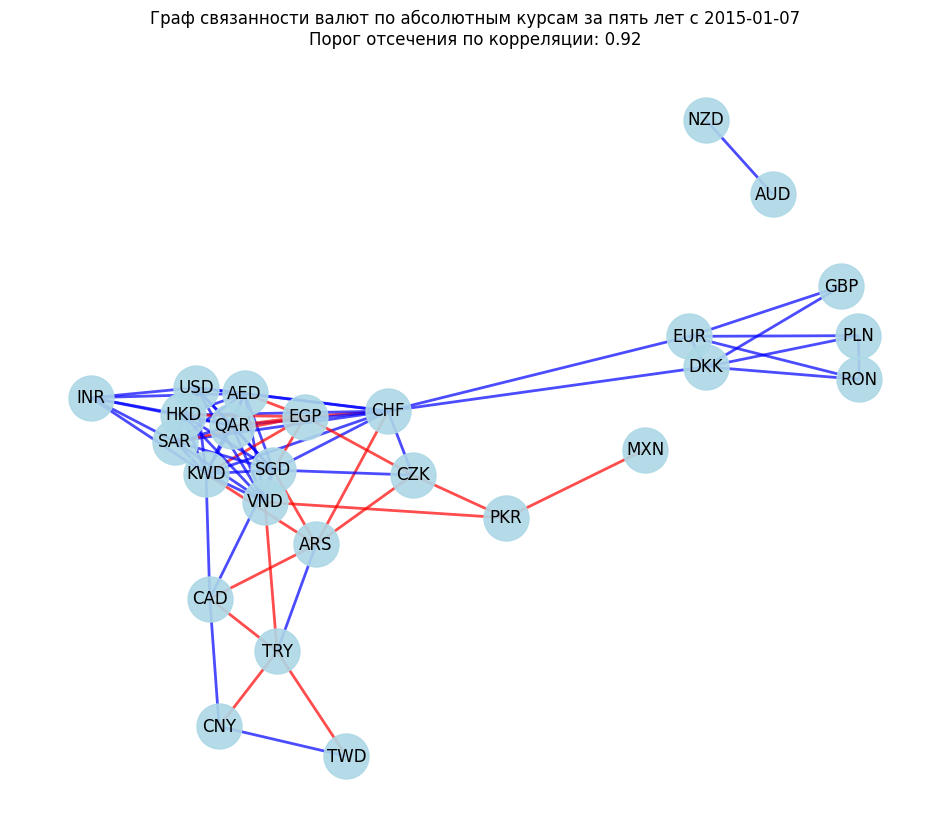 Граф связанности валют по абсолютным курсам за пять лет с 2015-01-07
Порог отсечения по корреляции: 0.92
NZD
AUD
GBP
EUR
PLN
DKK
RON
USD
AED
INR
HKD
EGP
CHF
QAR
SAR
MXN
KWD
SGD
CZK
VND
PKR
ARS
CAD
TRY
CNY
TWD